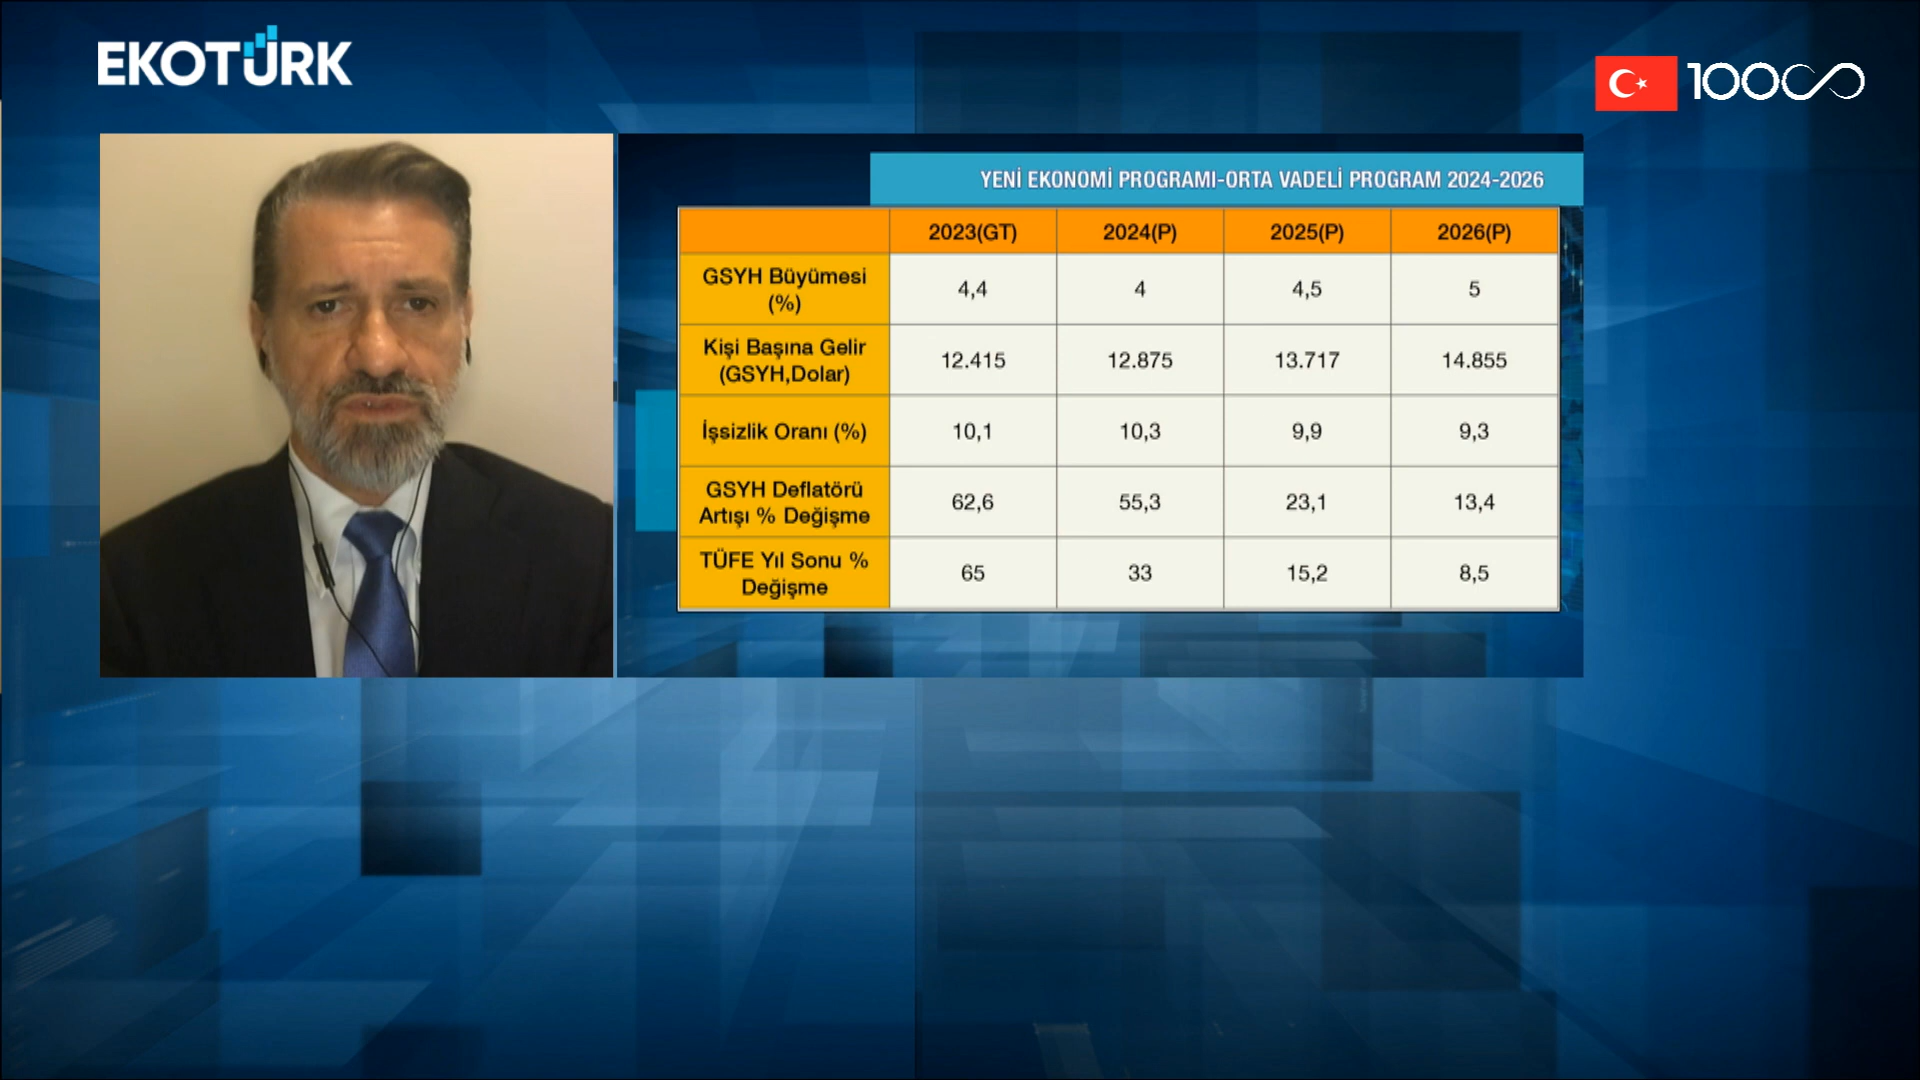 EKOTÜRK
100
YENİ EKONOMİ PROGRAMI-ORTA VADELİ PROGRAM 2024-2026
2023(GT) 2024(P) 2025(P) 2026(P)
GSYH Büyümesi
(%) 4,4 4 4,5 5
Kişi Başına Gelir
(GSYH,Dolar) 12.415 12.875 13.717 14.855
İşsizlik Oranı (%) 10,1 10,3 9,9 9,3
GSYH Deflatörü
Artışı % Değişme 62,6 55,3 23,1 13,4
TÜFE Yıl Sonu %
Değişme 65 33 15,2 8,5